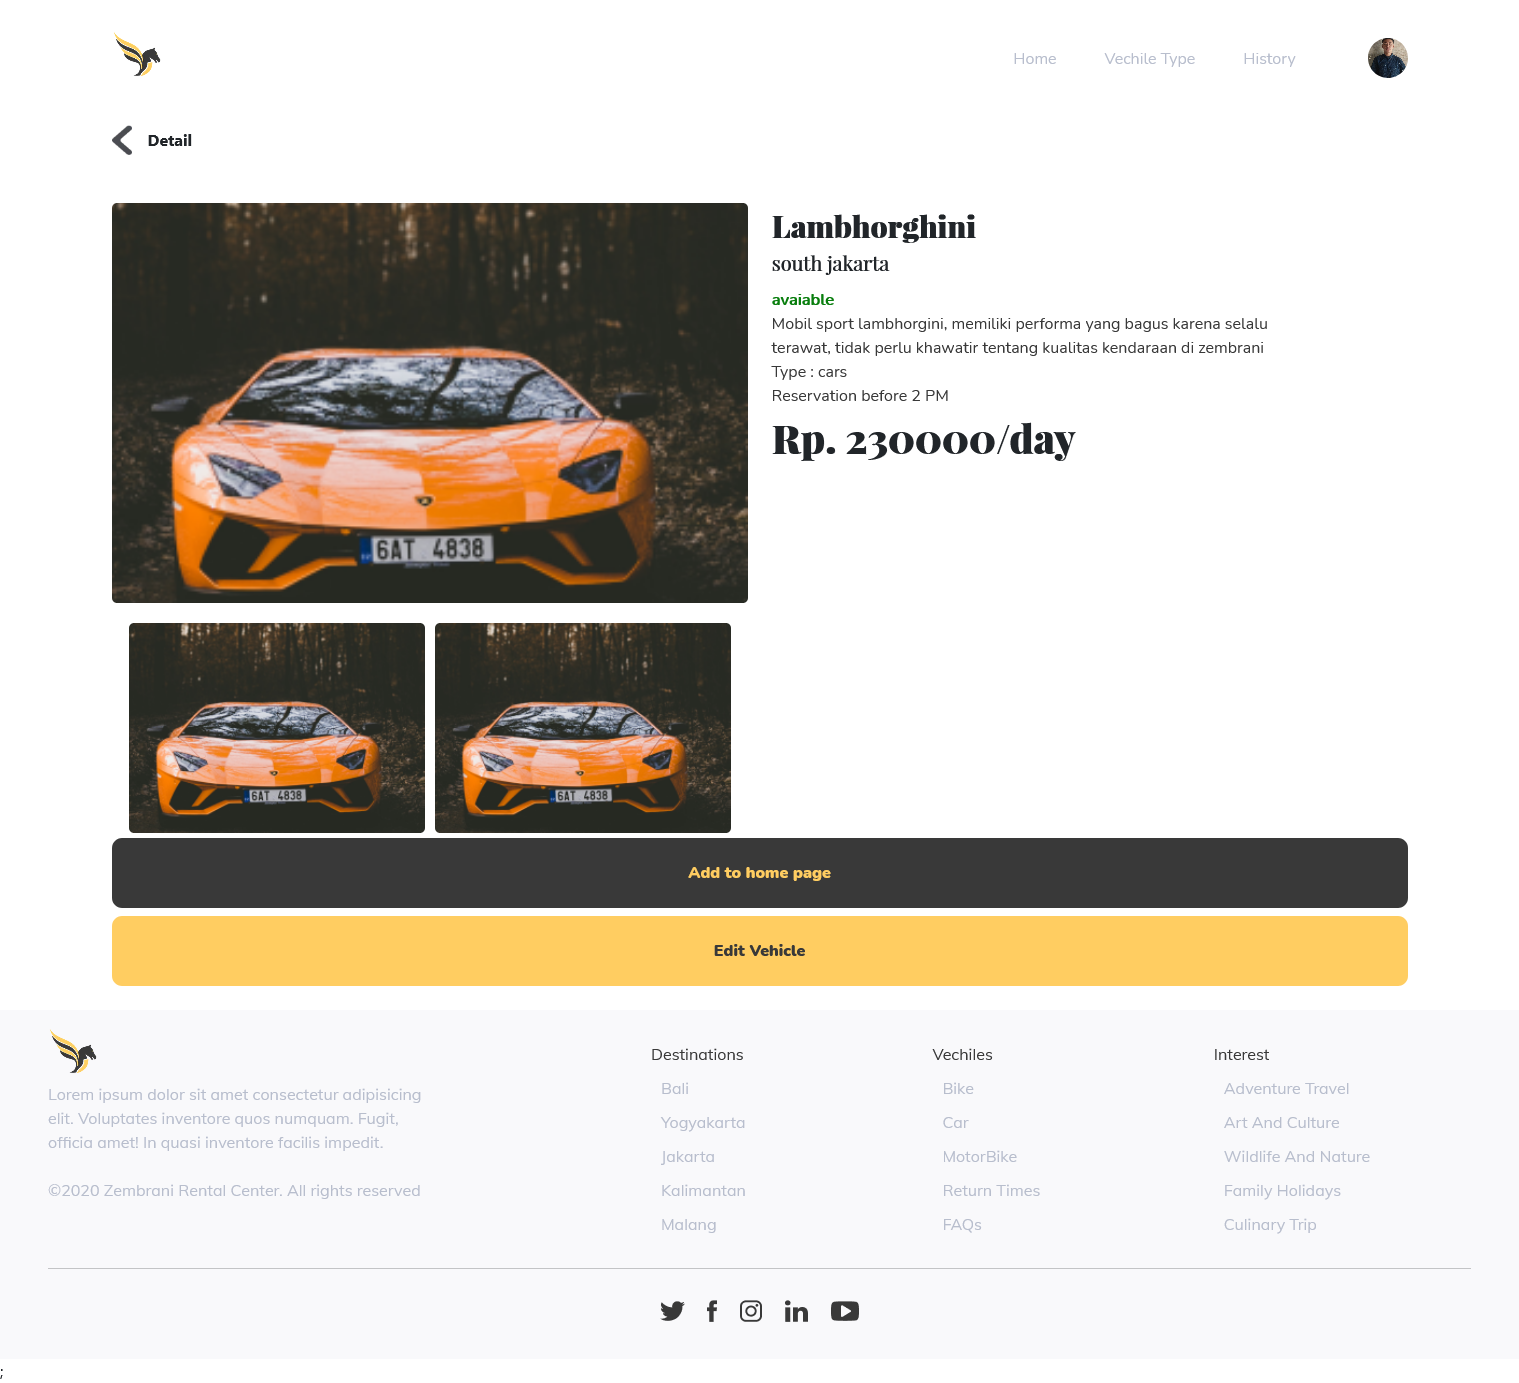 Home
Vechile Type
History
Detail
Lambhorghini
south jakarta
avaiable
Mobil sport lambhorgini, memiliki performa yang bagus karena selalu
terawat, tidak perlu khawatir tentang kualitas kendaraan di zembrani
Type : cars
Reservation before 2 PM
Rp. 230000/day
6AT 4838
6AT 4838
6AT 4838
Add to home page
Edit Vehicle
Lorem ipsum dolor sit amet consectetur adipisicing
elit. Voluptates inventore quos numquam. Fugit,
officia amet! In quasi inventore facilis impedit.
©2020 Zembrani Rental Center. All rights reserved
Destinations
Bali
Yogyakarta
Jakarta
Kalimantan
Malang
Vechiles
Bike
Car
MotorBike
Return Times
FAQs
Interest
Adventure Travel
Art And Culture
Wildlife And Nature
Family Holidays
Culinary Trip
;